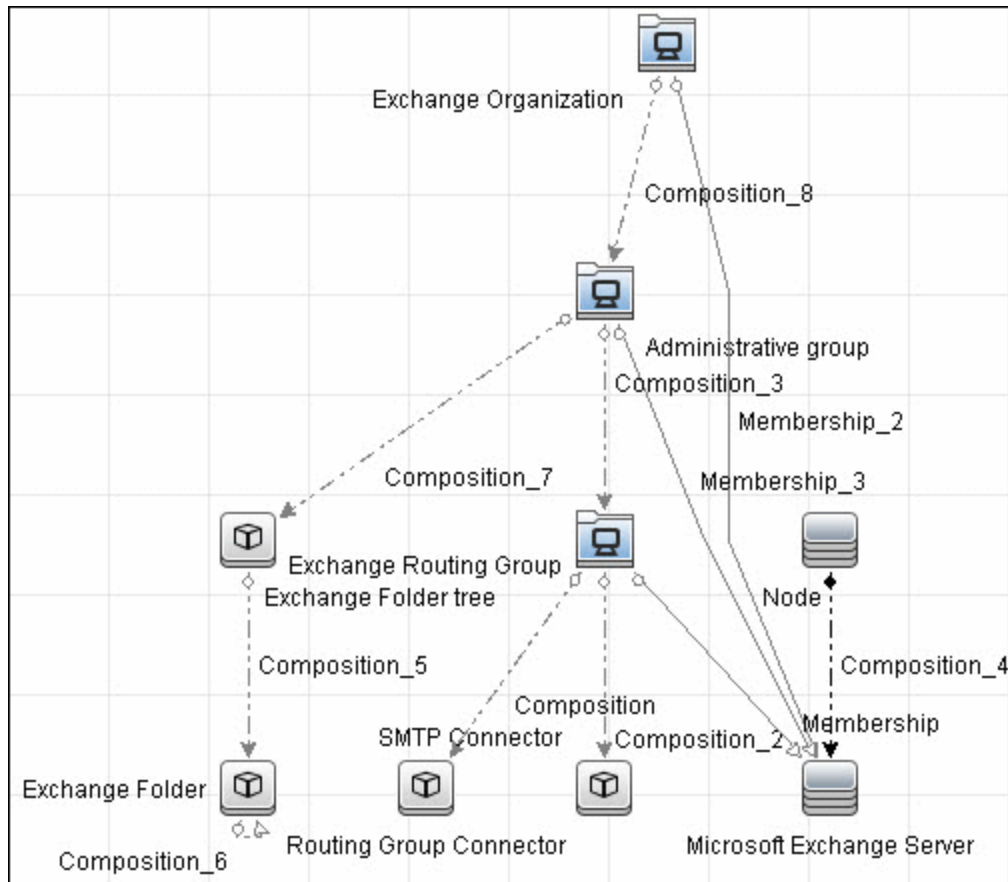 Exchange Organization
Composition_8
Administrative group
Composition_3
Membership_2
Composition_7
Membership_3
Exchange Routing Group
Exchange Folder tree
Node
Composition_5
Composition_4
Composition
Membership
SMTP Connector
Composition_2
Exchange Folder
Routing Group Connector
Microsoft Exchange Server
Composition_6